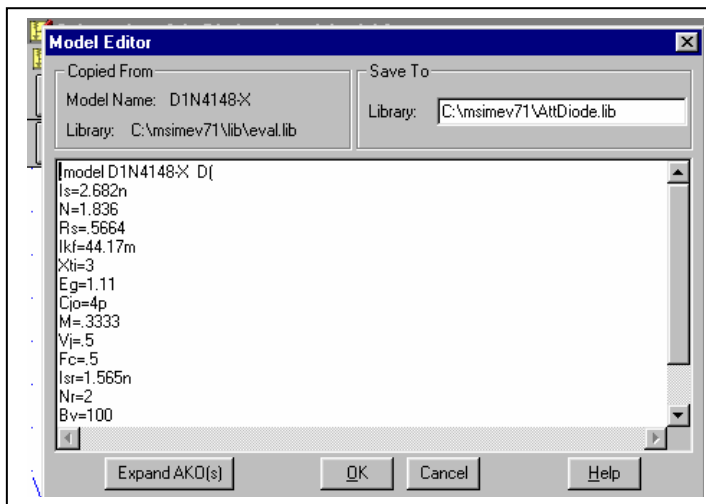 Model Editor
Copied From
Model Name: D1N4148-X
Library: C:\msimev71\lib\eval.lib
Save To
Library: C:\msimev71\AttDiode.lib
.model D1N4148-X D(
Is=2.682n
N=1.836
Rs=.5664
Ikf=44.17m
Xti=3
Eg=1.11
Cjo=4p
M=.3333
Vj=.5
Fc=.5
Isr=1.565n
Nr=2
Bv=100
Expand AKO(s)
OK
Cancel
Help